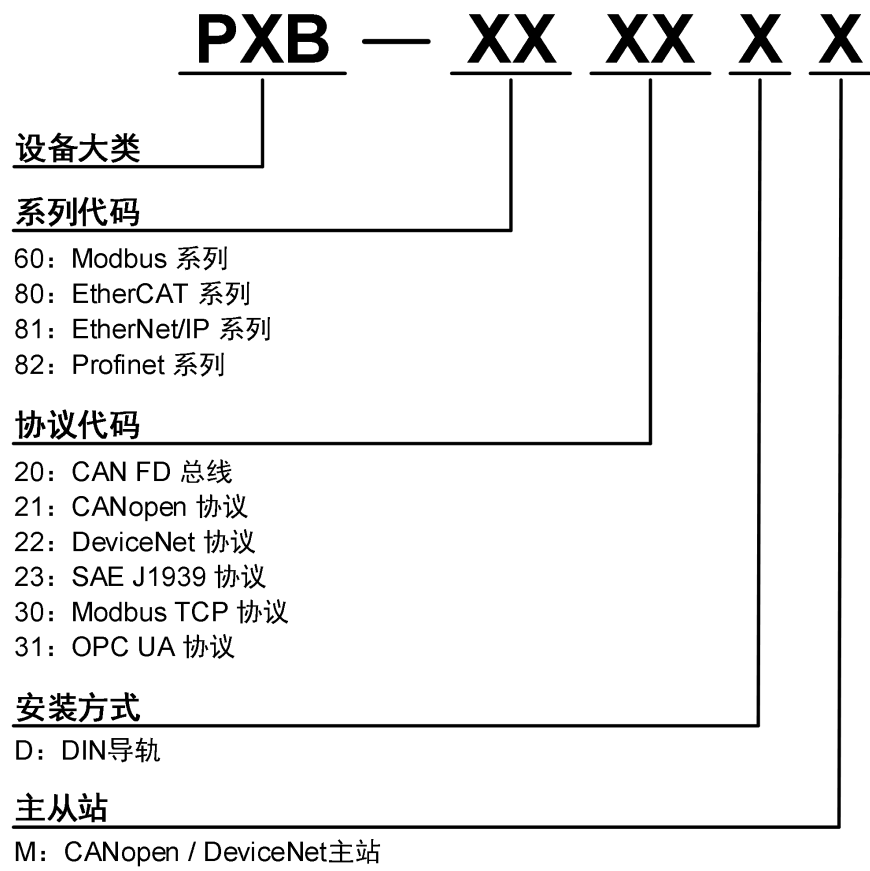 PXB — XX XX X X
设备大类
系列代码
60：Modbus 系列
80：EtherCAT 系列
81：EtherNet/IP 系列
82：Profinet 系列
协议代码
20：CAN FD 总线
21：CANopen 协议
22：DeviceNet 协议
23：SAE J1939 协议
30：Modbus TCP 协议
31：OPC UA 协议
安装方式
D：DIN导轨
主从站
M：CANopen / DeviceNet主站